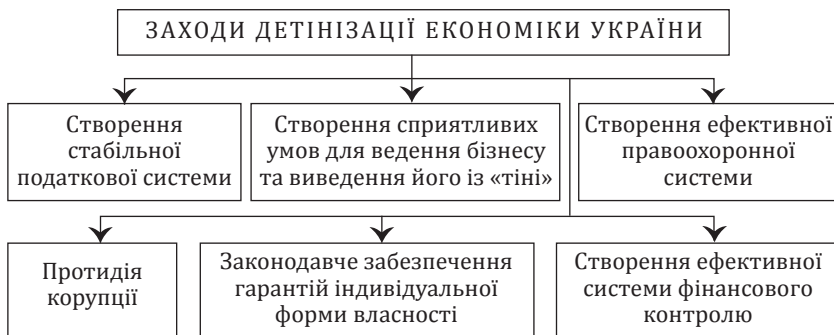 ЗАХОДИ ДЕТІНІЗАЦІЇ ЕКОНОМІКИ УКРАЇНИ
Створення
стабільної
податкової системи
Створення сприятливих
умов для ведення бізнесу
та виведення його із «тіні»
Створення ефективної
правоохоронної
системи
Протидія
корупції
Законодавче забезпечення
гарантій індивідуальної
форми власності
Створення ефективної
системи фінансового
контролю